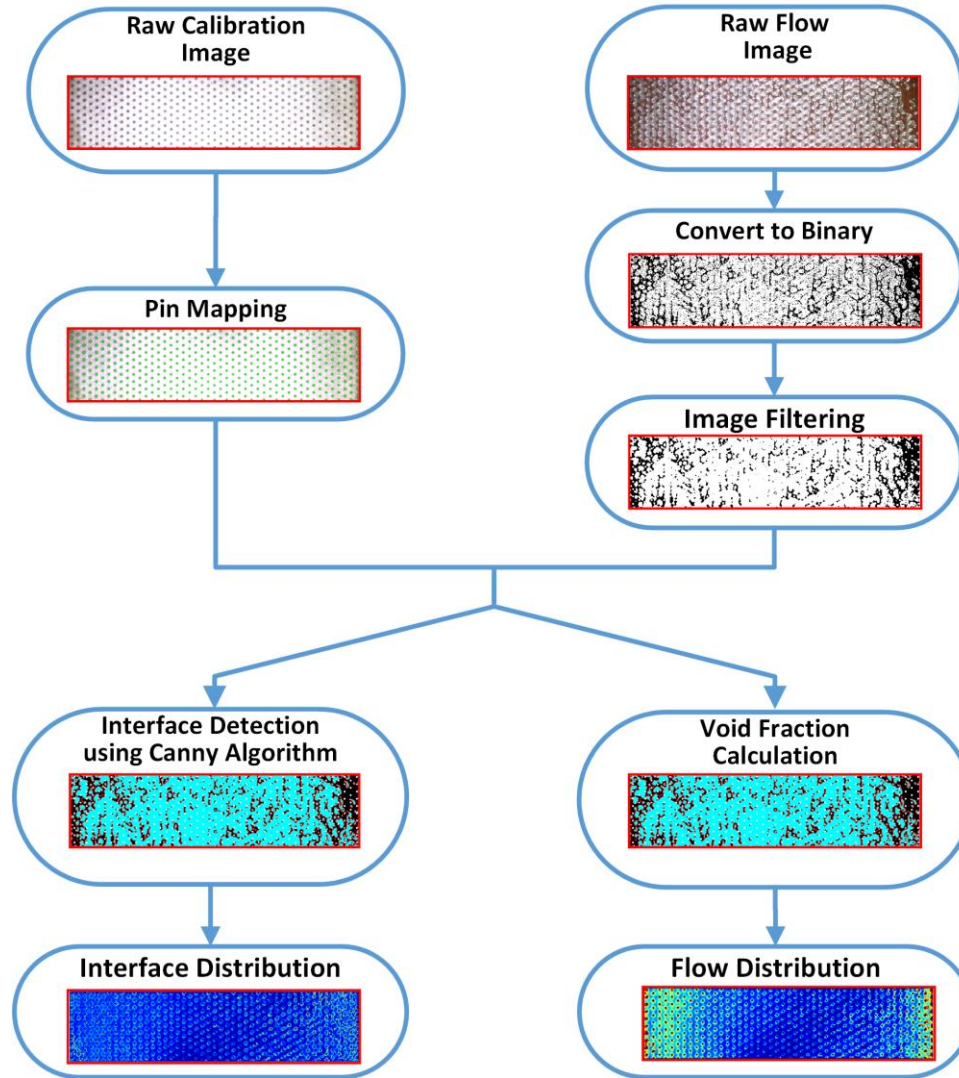 Raw Calibration
Image
Raw Flow
Image
Convert to Binary
Pin Mapping
Image Filtering
Interface Detection
using Canny Algorithm
Void Fraction
Calculation
Interface Distribution
Flow Distribution